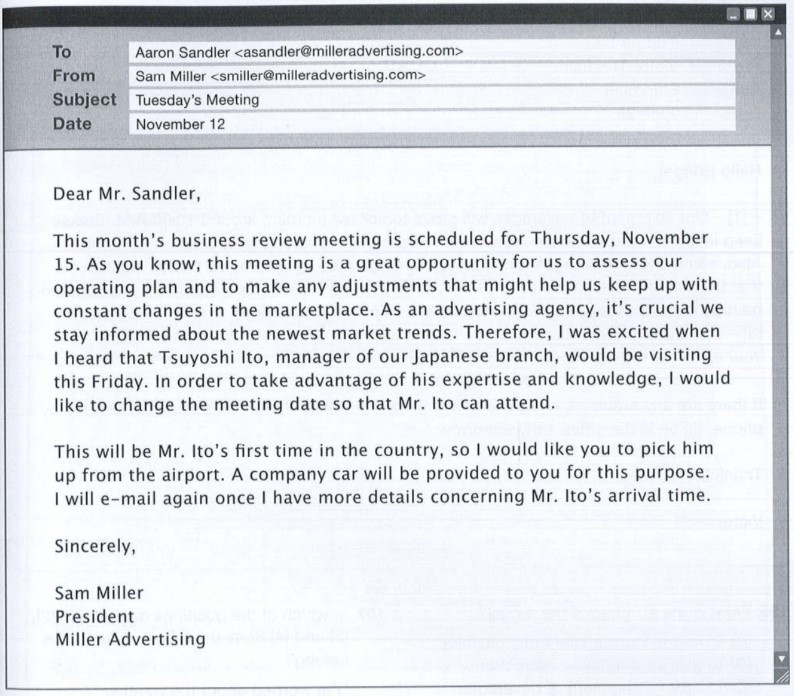 To Aaron Sandler <asandler@milleradvertising.com>
From Sam Miller <smiller@milleradvertising.com>
Subject Tuesday's Meeting
Date November 12
Dear Mr. Sandler,
This month's business review meeting is scheduled for Thursday, November
15. As you know, this meeting is a great opportunity for us to assess our
operating plan and to make any adjustments that might help us keep up with
constant changes in the marketplace. As an advertising agency, it's crucial we
stay informed about the newest market trends. Therefore, I was excited when
I heard that Tsuyoshi Ito, manager of our Japanese branch, would be visiting
this Friday. In order to take advantage of his expertise and knowledge, I would
like to change the meeting date so that Mr. Ito can attend.
This will be Mr. Ito's first time in the country, so I would like you to pick him
up from the airport. A company car will be provided to you for this purpose.
I will e-mail again once I have more details concerning Mr. Ito's arrival time.
Sincerely,
Sam Miller
President
Miller Advertising